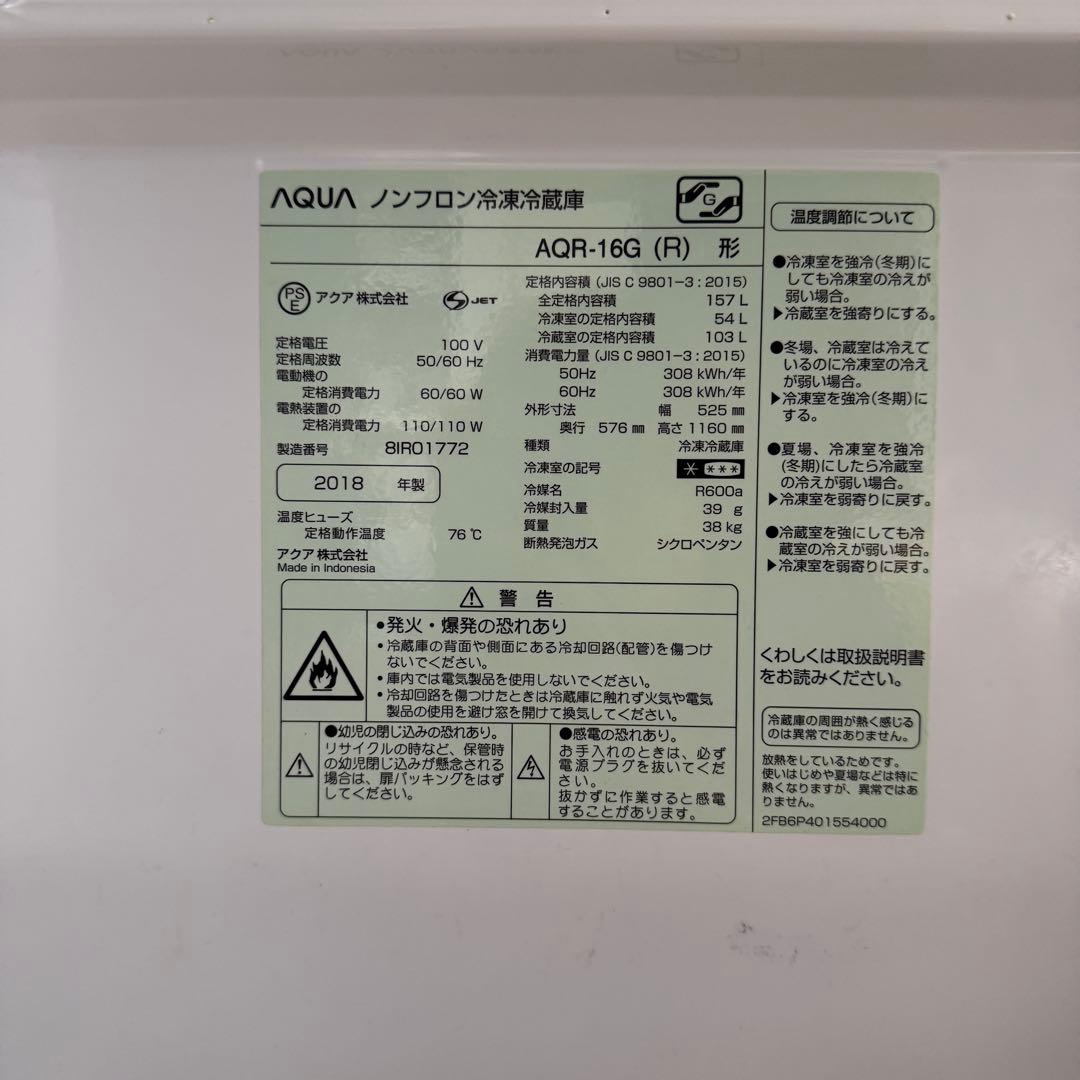 AQUA ノンフロン冷凍冷蔵庫
G
AQR-16G (R) 形
PS
E
アクア 株式会社
S JET
定格電圧 100 V
定格周波数 50/60 Hz
電動機の
定格消費電力 60/60 W
電熱装置の
定格消費電力 110/110 W
製造番号 8IR01772
2018 年製
温度ヒューズ
定格動作温度 76 ℃
アクア 株式会社
Made in Indonesia
定格内容積 (JIS C 9801-3 : 2015)
全定格内容積 157 L
冷凍室の定格内容積 54 L
冷蔵室の定格内容積 103 L
消費電力量 (JIS C 9801-3 : 2015)
50Hz 308 kWh/年
60Hz 308 kWh/年
外形寸法 幅 525 ㎜
奥行 576 ㎜ 高さ 1160 ㎜
種類 冷凍冷蔵庫
冷凍室の記号 * ***
冷媒名 R600a
冷媒封入量 39 g
質量 38 kg
断熱発泡ガス シクロペンタン
⚠ 警 告
●発火・爆発の恐れあり
・冷蔵庫の背面や側面にある冷却回路(配管)を傷つけ
ないでください。
・庫内では電気製品を使用しないでください。
・冷却回路を傷つけたときは冷蔵庫に触れず火気や電気
製品の使用を避け窓を開けて換気してください。
●幼児の閉じ込みの恐れあり。
リサイクルの時など、保管時
の幼児閉じ込みが懸念される
場合は、扉パッキングをはず
してください。
●感電の恐れあり。
お手入れのときは、必ず
電源プラグを抜いてくだ
さい。
抜かずに作業すると感電
することがあります。
温度調節について
●冷凍室を強冷(冬期)に
しても冷凍室の冷えが
弱い場合。
▶冷蔵室を強寄りにする。
●冬場、冷蔵室は冷えて
いるのに冷凍室の冷え
が弱い場合。
▶冷凍室を強冷(冬期)に
する。
●夏場、冷凍室を強冷
(冬期)にしたら冷蔵室
の冷えが弱い場合。
▶冷凍室を弱寄りに戻す。
●冷蔵室を強にしても冷
蔵室の冷えが弱い場合。
▶冷凍室を弱寄りに戻す。
くわしくは取扱説明書
をお読みください。
冷蔵庫の周囲が熱く感じる
のは異常ではありません。
放熱をしているためです。
使いはじめや夏場などは特に
熱くなりますが、異常ではあ
りません。
2FB6P401554000